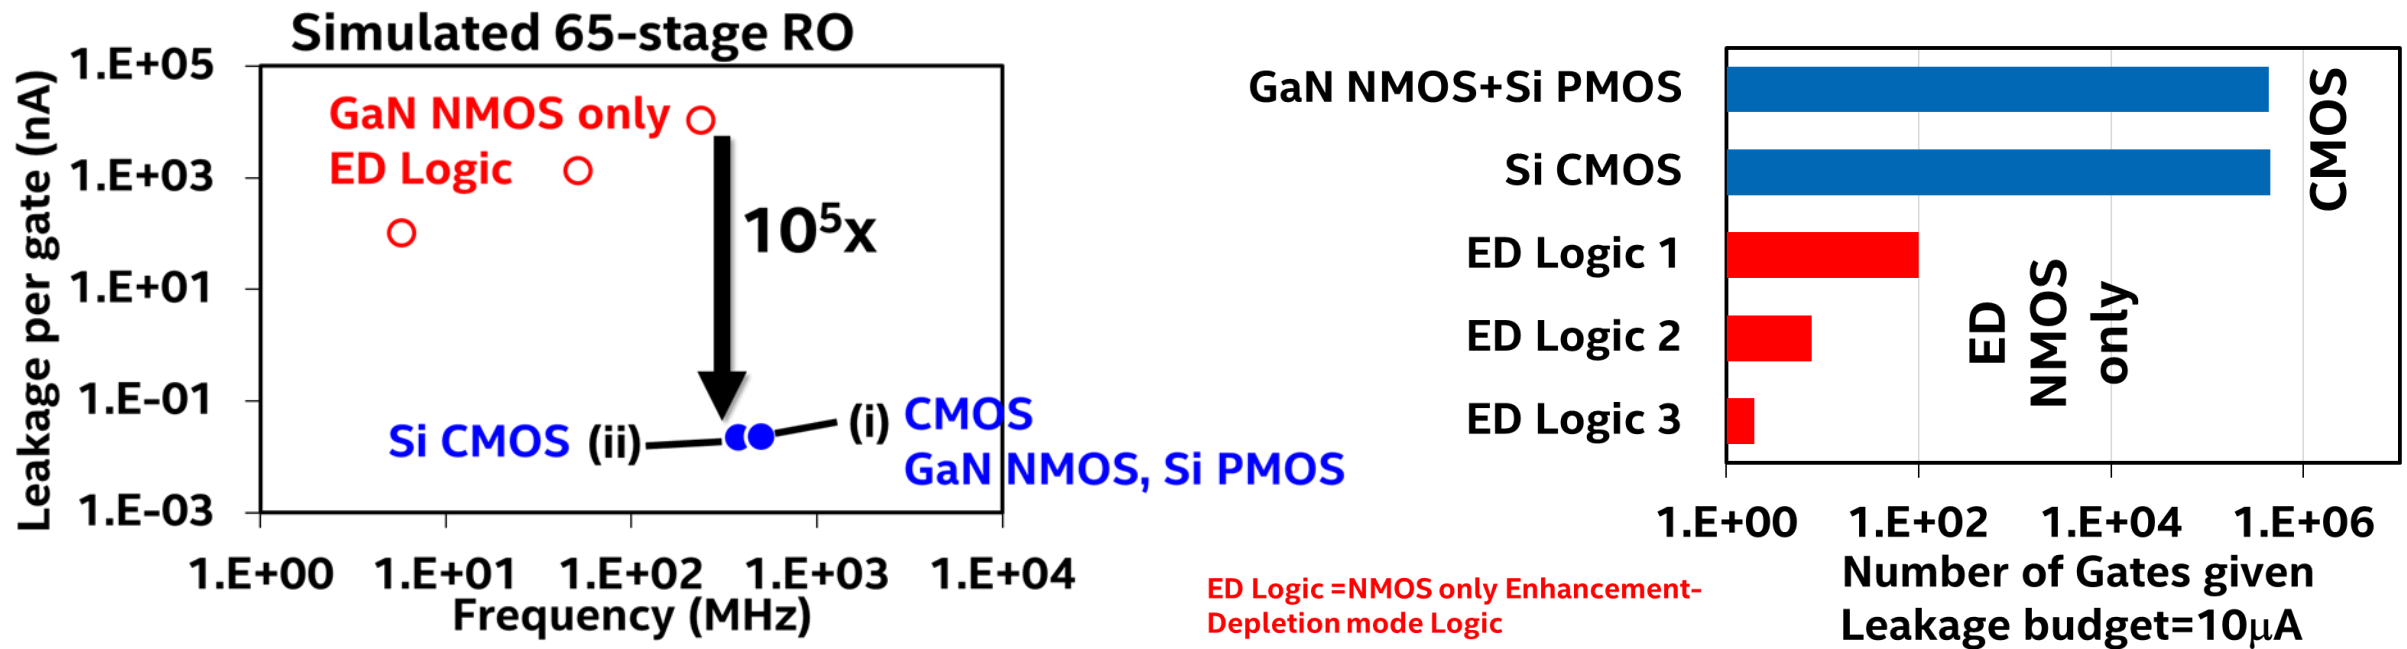 Simulated 65-stage RO
Leakage per gate (nA)
1.E+05
1.E+03
1.E+01
1.E-01
1.E-03
GaN NMOS only
ED Logic
10⁵x
Si CMOS (ii)
(i) CMOS
GaN NMOS, Si PMOS
1.E+00 1.E+01 1.E+02 1.E+03 1.E+04
Frequency (MHz)
GaN NMOS+Si PMOS
Si CMOS
ED Logic 1
ED Logic 2
ED Logic 3
CMOS
ED
NMOS
only
1.E+00 1.E+02 1.E+04 1.E+06
Number of Gates given
Leakage budget=10μA
ED Logic =NMOS only Enhancement-
Depletion mode Logic